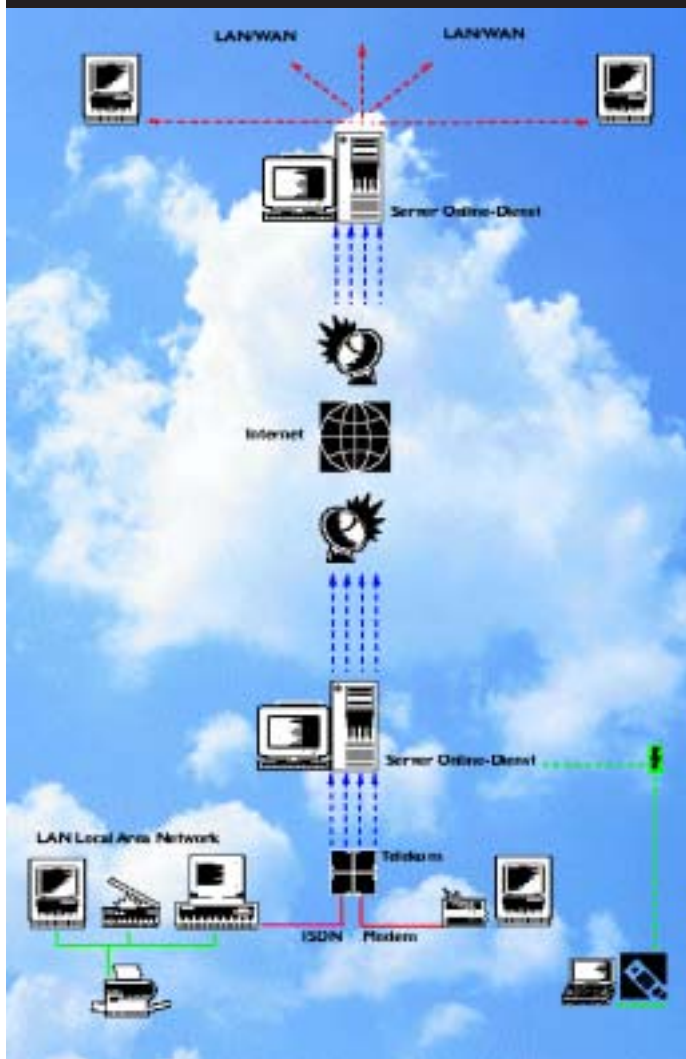 LAN/WAN
LAN/WAN
Server Online-Dienst
Internet
Server Online-Dienst
LAN Local Area Network
Telekom
ISDN
Modem